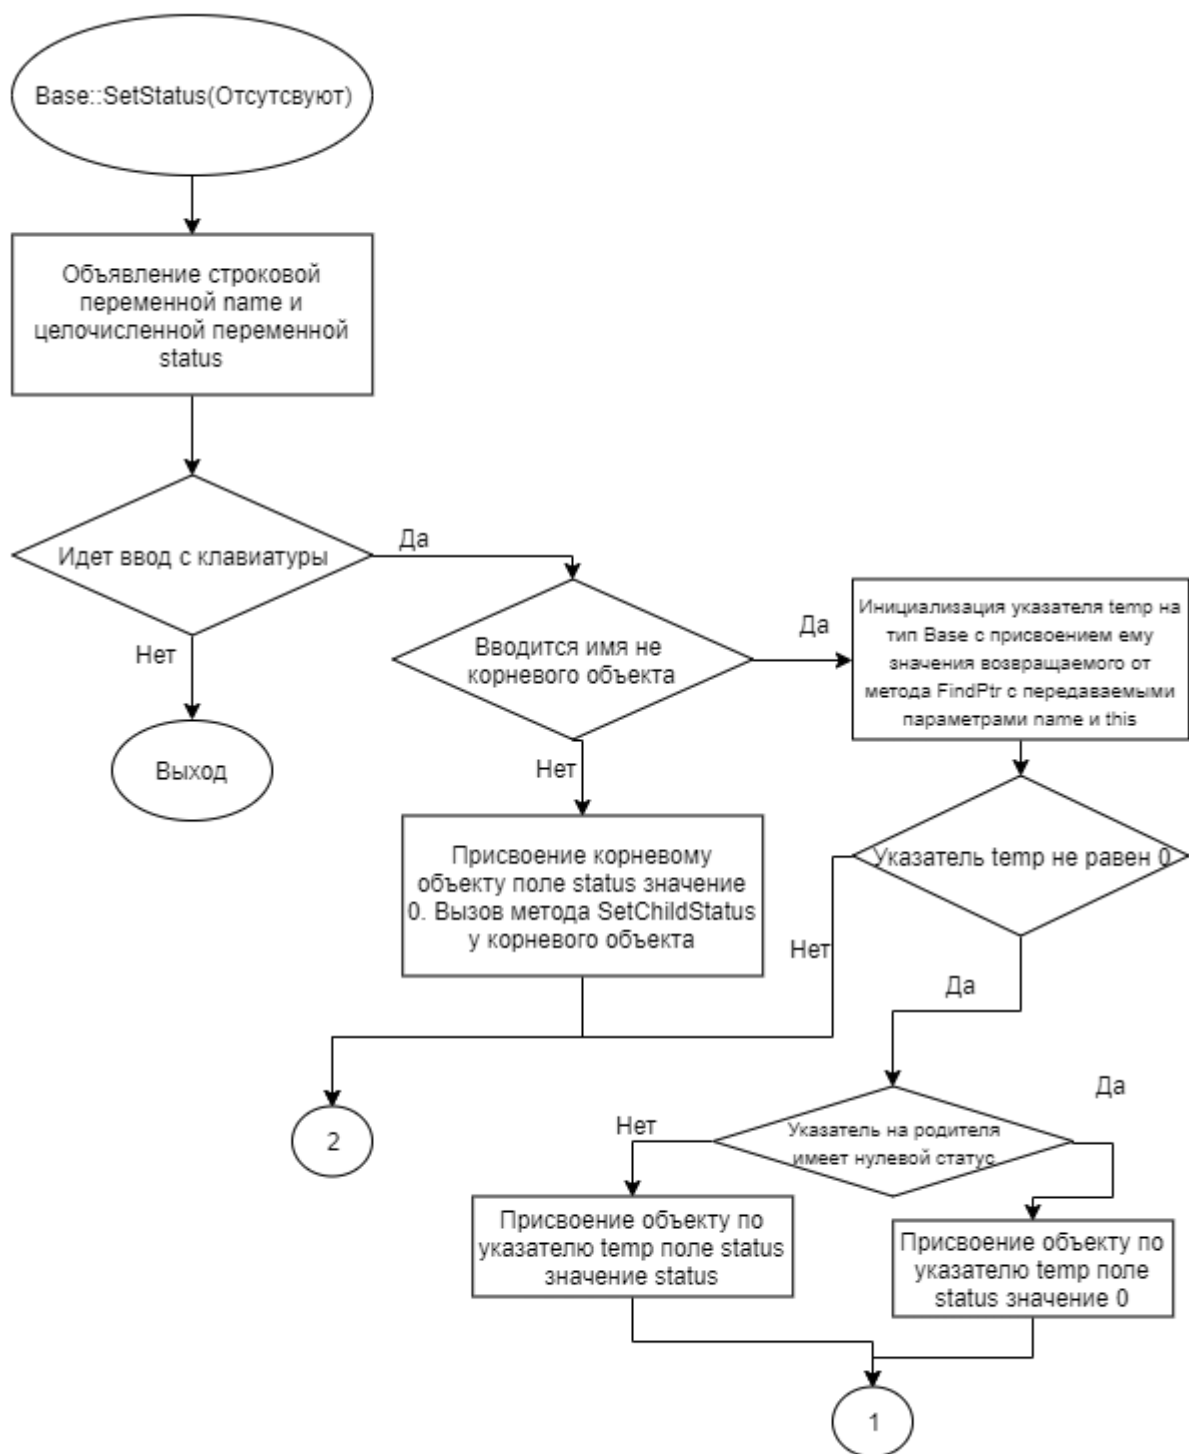 Base::SetStatus(Отсутсвуют)
Объявление строковой
переменной name и
целочисленной переменной
status
Идет ввод с клавиатуры
Да
Нет
Выход
Вводится имя не
корневого объекта
Да
Инициализация указателя temp на
тип Base с присвоением ему
значения возвращаемого от
метода FindPtr с передаваемыми
параметрами name и this
Нет
Присвоение корневому
объекту поле status значение
0. Вызов метода SetChildStatus
у корневого объекта
Указатель temp не равен 0
Нет
Да
2
Указатель на родителя
имеет нулевой статус
Нет
Да
Присвоение объекту по
указателю temp поле status
значение status
Присвоение объекту по
указателю temp поле
status значение 0
1